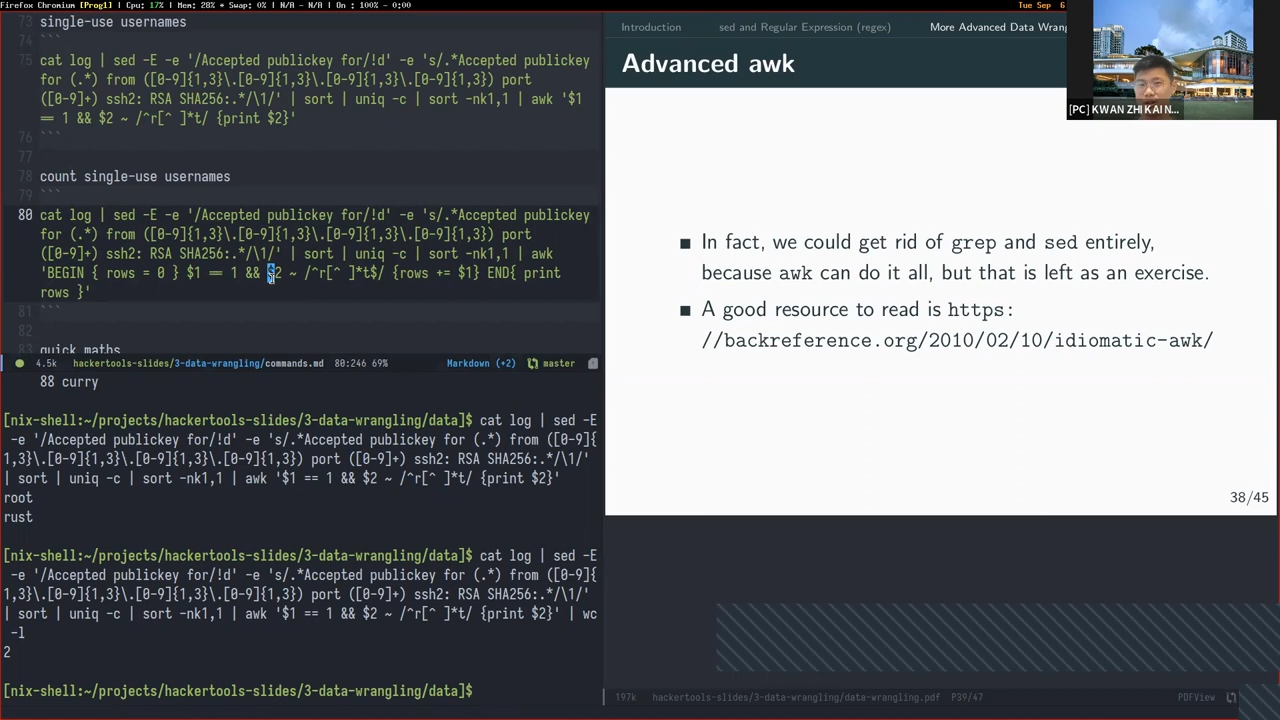 Firefox Chromium [Prog1] | Cpu: 17% | Mem: 28% * Swap: 0% | N/A - N/A | On : 100% - 0:00
Tue Sep 6
73 single-use usernames
74 ```
75 cat log | sed -E -e '/Accepted publickey for/!d' -e 's/.*Accepted publickey
for (.*) from ([0-9]{1,3}\.[0-9]{1,3}\.[0-9]{1,3}\.[0-9]{1,3}) port
([0-9]+) ssh2: RSA SHA256:.*/\1/' | sort | uniq -c | sort -nk1,1 | awk '$1
== 1 && $2 ~ /^r[^ ]*t/ {print $2}'
76 ```
77
78 count single-use usernames
79 ```
80 cat log | sed -E -e '/Accepted publickey for/!d' -e 's/.*Accepted publickey
for (.*) from ([0-9]{1,3}\.[0-9]{1,3}\.[0-9]{1,3}\.[0-9]{1,3}) port
([0-9]+) ssh2: RSA SHA256:.*/\1/' | sort | uniq -c | sort -nk1,1 | awk
'BEGIN { rows = 0 } $1 == 1 && $2 ~ /^r[^ ]*t$/ {rows += $1} END{ print
rows }'
81 ```
82
83 quick maths
4.5k hackertools-slides/3-data-wrangling/commands.md 80:246 69% Markdown (+2) master
88 curry
[nix-shell:~/projects/hackertools-slides/3-data-wrangling/data]$ cat log | sed -E
-e '/Accepted publickey for/!d' -e 's/.*Accepted publickey for (.*) from ([0-9]{
1,3}\.[0-9]{1,3}\.[0-9]{1,3}\.[0-9]{1,3}) port ([0-9]+) ssh2: RSA SHA256:.*/\1/'
| sort | uniq -c | sort -nk1,1 | awk '$1 == 1 && $2 ~ /^r[^ ]*t/ {print $2}'
root
rust
[nix-shell:~/projects/hackertools-slides/3-data-wrangling/data]$ cat log | sed -E
-e '/Accepted publickey for/!d' -e 's/.*Accepted publickey for (.*) from ([0-9]{
1,3}\.[0-9]{1,3}\.[0-9]{1,3}\.[0-9]{1,3}) port ([0-9]+) ssh2: RSA SHA256:.*/\1/'
| sort | uniq -c | sort -nk1,1 | awk '$1 == 1 && $2 ~ /^r[^ ]*t/ {print $2}' | wc
-l
2
[nix-shell:~/projects/hackertools-slides/3-data-wrangling/data]$
Introduction sed and Regular Expression (regex) More Advanced Data Wrang
Advanced awk
[PC] KWAN ZHI KAI N...
■ In fact, we could get rid of grep and sed entirely,
because awk can do it all, but that is left as an exercise.
■ A good resource to read is https:
//backreference.org/2010/02/10/idiomatic-awk/
38/45
197k hackertools-slides/3-data-wrangling/data-wrangling.pdf P39/47 PDFView